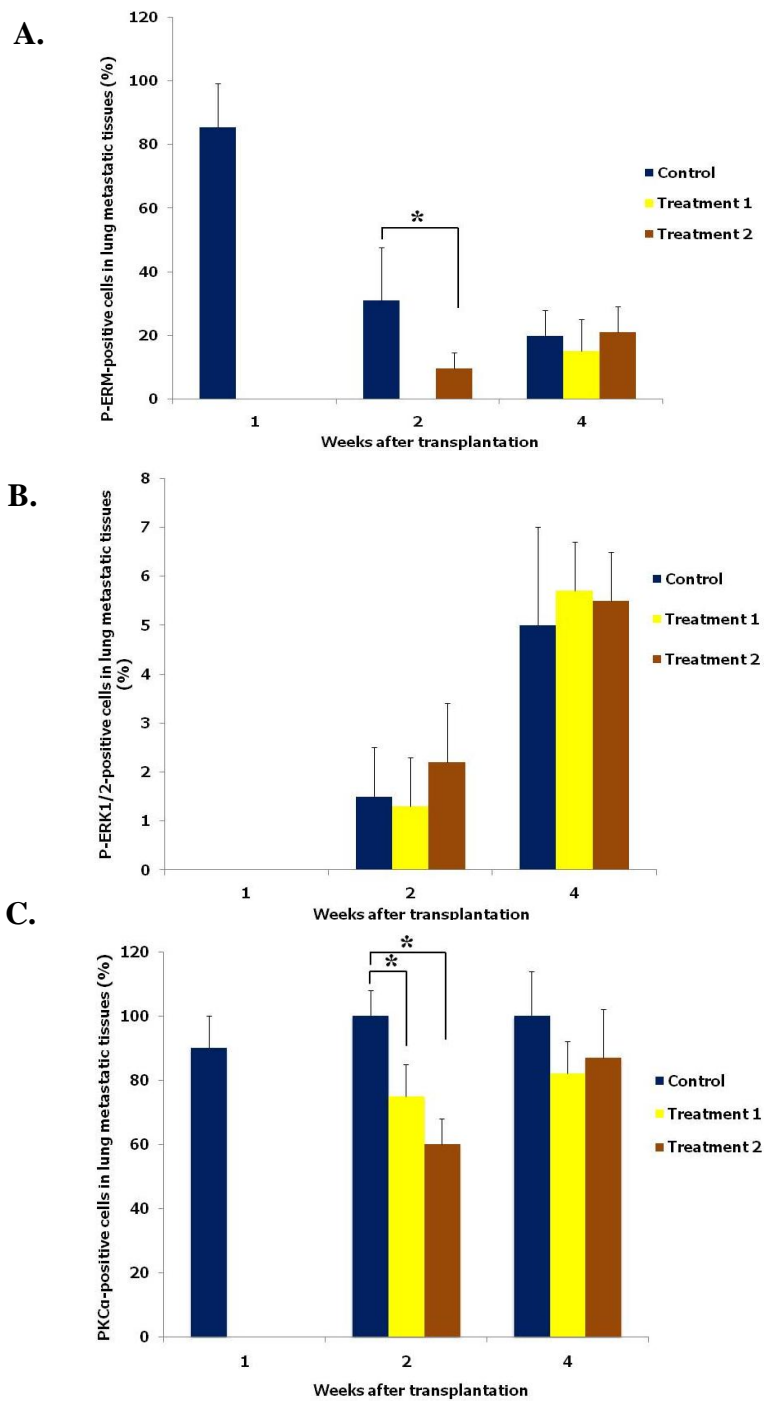 A.
P-ERM-positive cells in lung metastatic tissues (%)
120
100
80
60
40
20
0
*
1
2
4
Weeks after transplantation
Control
Treatment 1
Treatment 2
B.
P-ERK1/2-positive cells in lung metastatic tissues
(%)
8
7
6
5
4
3
2
1
0
1
2
4
Weeks after transplantation
Control
Treatment 1
Treatment 2
C.
PKCα-positive cells in lung metastatic tissues (%)
120
100
80
60
40
20
0
*
*
1
2
4
Weeks after transplantation
Control
Treatment 1
Treatment 2